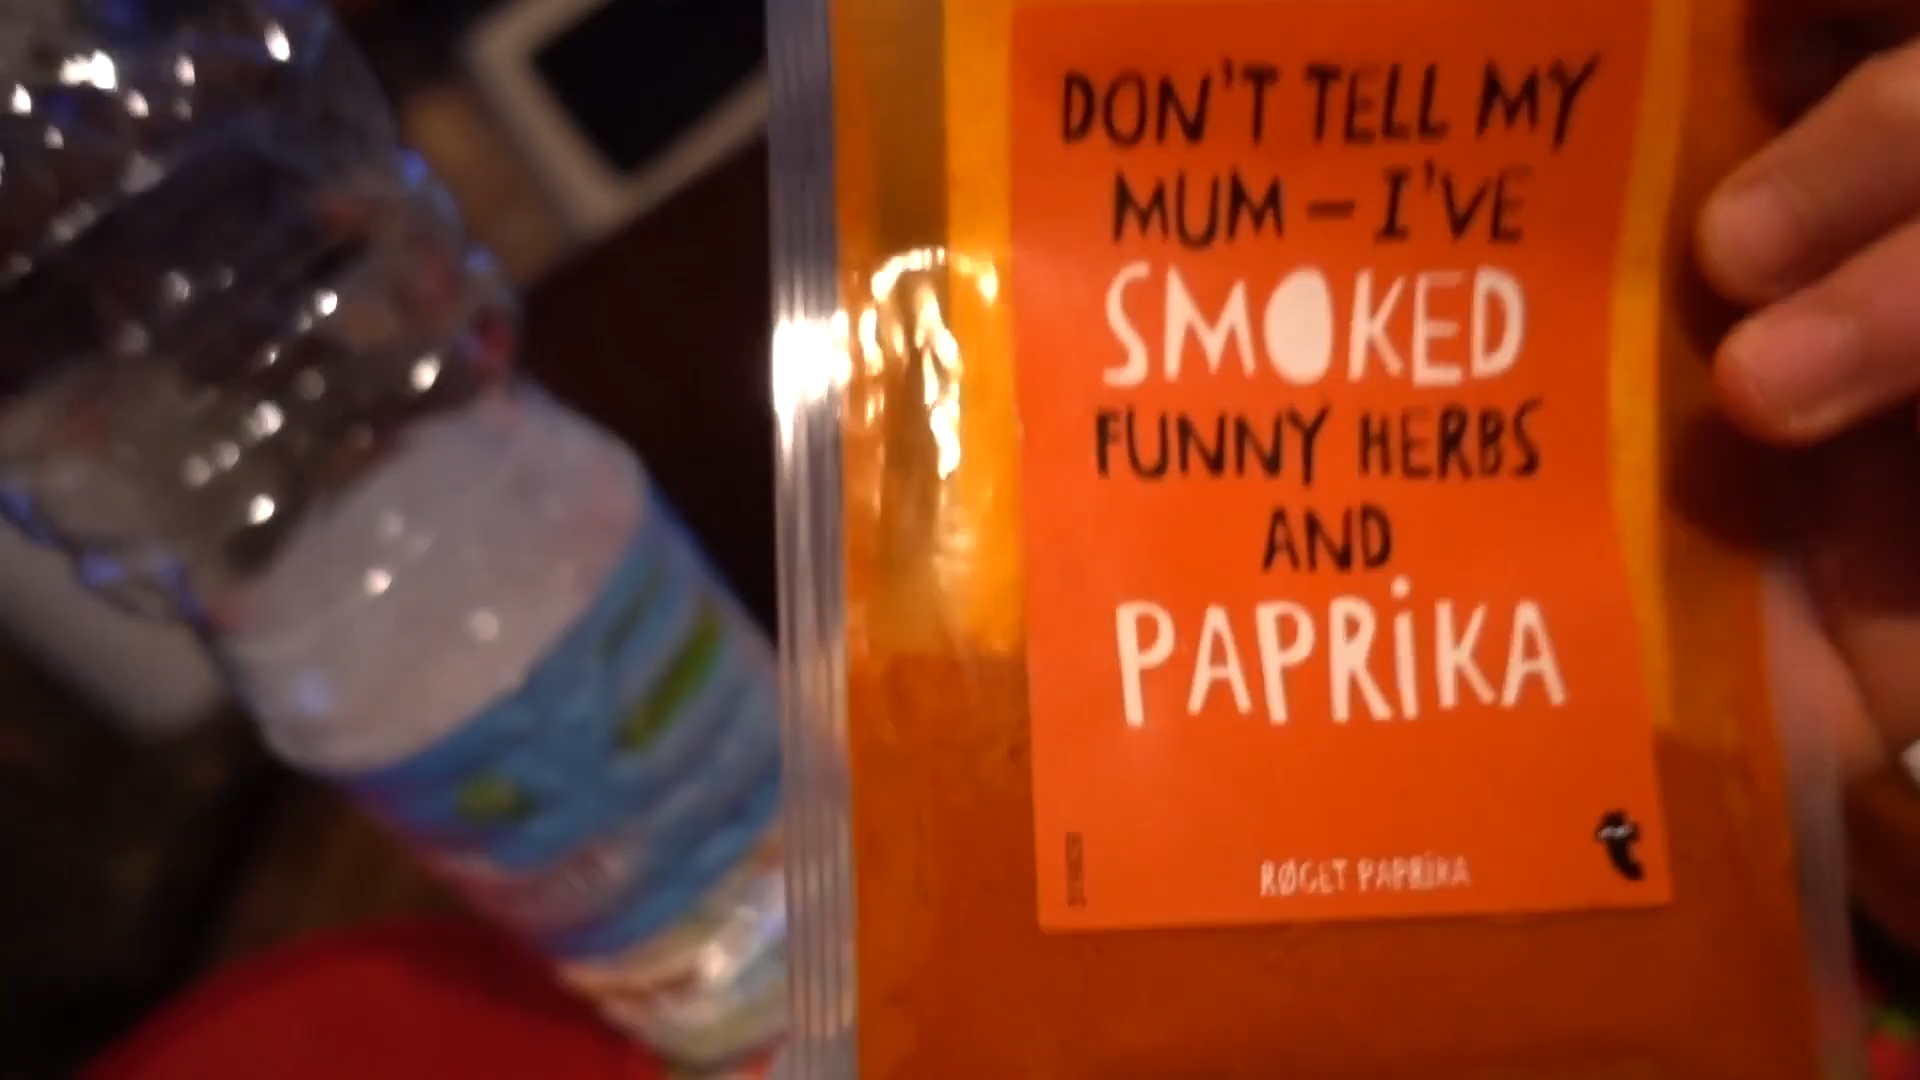 DON'T TELL MY
MUM – I'VE
SMOKED
FUNNY HERBS
AND
PAPRiKA
RØGET PAPRiKA